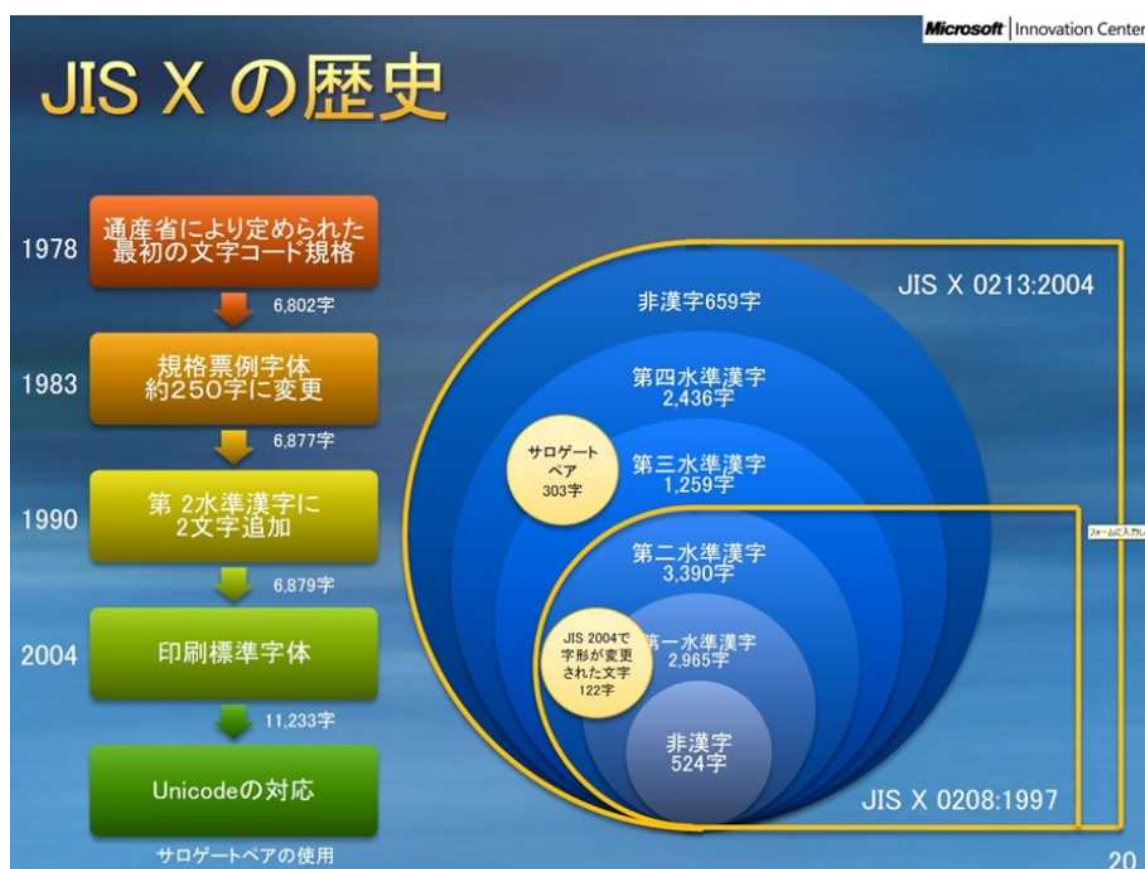 Microsoft | Innovation Center
JIS X の歴史
1978
通産省により定められた
最初の文字コード規格
6,802字
1983
規格票例字体
約250字に変更
6,877字
1990
第 2水準漢字に
2文字追加
6,879字
2004
印刷標準字体
11,233字
Unicodeの対応
サロゲートペアの使用
JIS X 0213:2004
非漢字659字
第四水準漢字
2,436字
サロゲート
ペア
303字
第三水準漢字
1,259字
第二水準漢字
3,390字
JIS 2004で
字形が変更
された文字
122字
第一水準漢字
2,965字
非漢字
524字
JIS X 0208:1997
フォームに入力し
20